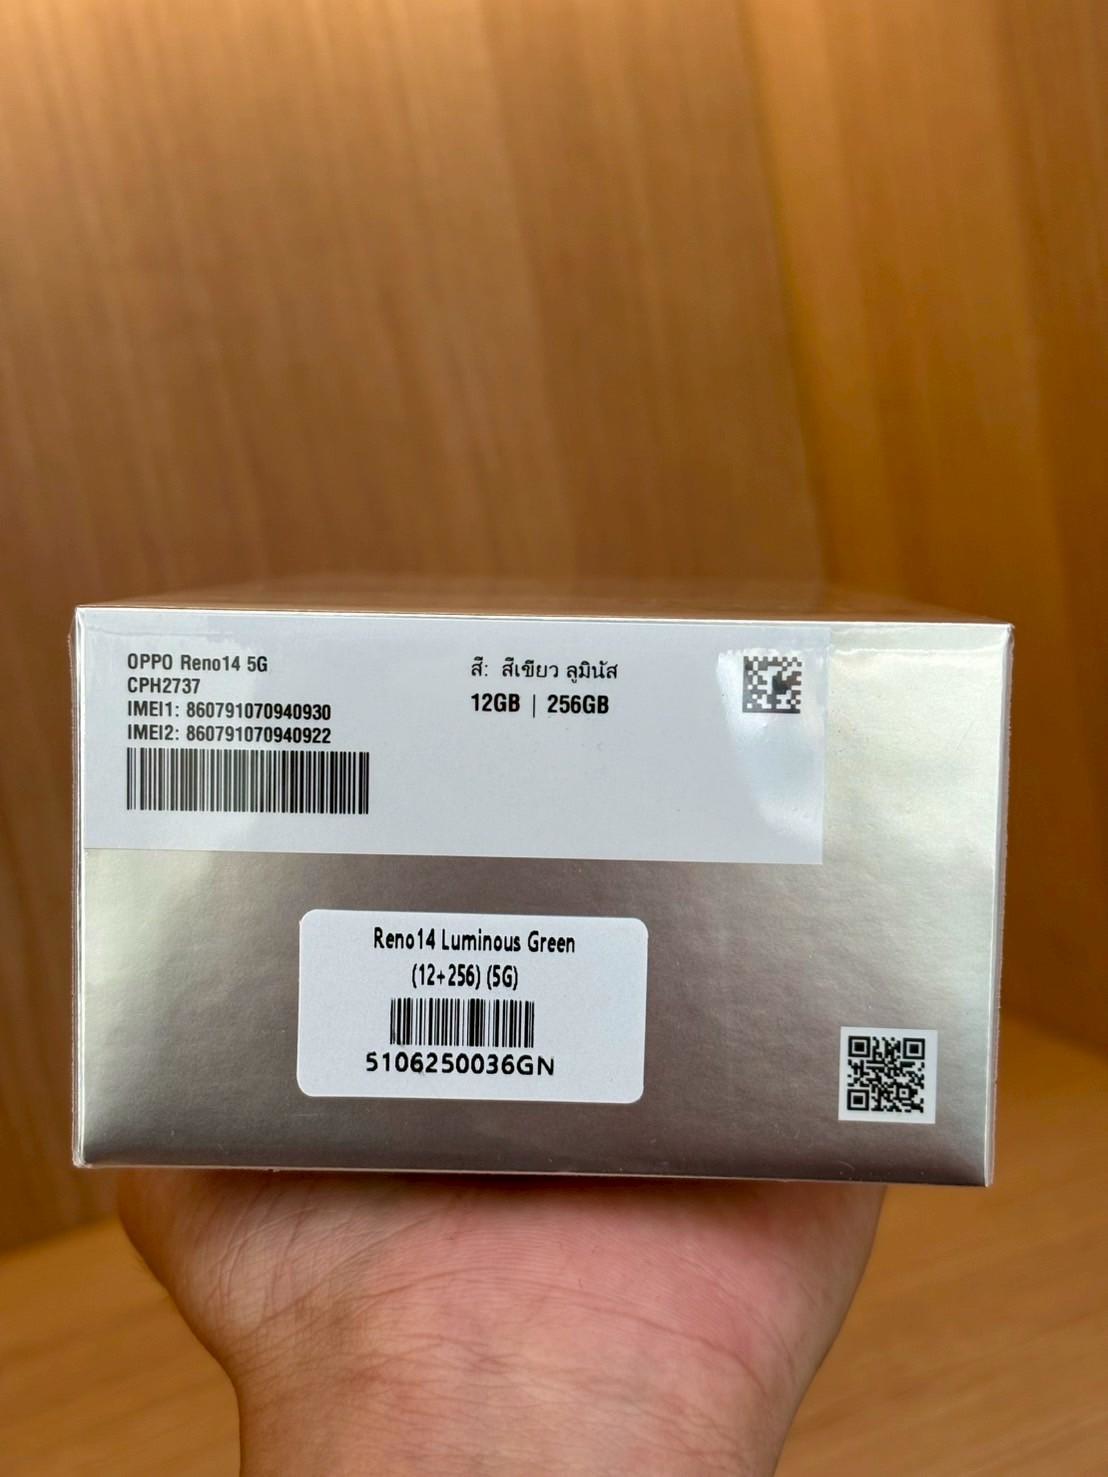 OPPO Reno14 5G
CPH2737
IMEI1: 860791070940930
IMEI2: 860791070940922
สี: สีเขียว ลูมินัส
12GB | 256GB
Reno14 Luminous Green
(12+256) (5G)
5106250036GN